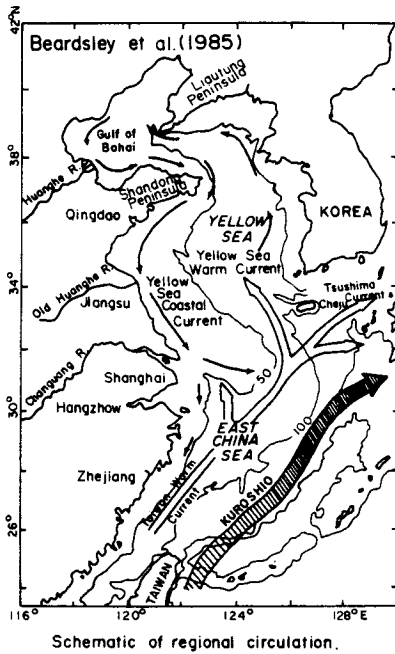 42°N
Beardsley et al.(1985)
Liautung
Peninsula
Gulf of
Bohai
38°
Huanghe R.
Shandong
Peninsula
Qingdao
YELLOW
SEA
KOREA
Yellow Sea
Warm Current
Tsushima
Current
Cheju
34°
Old Huanghe R.
Jiangsu
Yellow
Sea
Coastal
Current
Changuang R.
Shanghai
50
30°
Hangzhow
100
EAST
CHINA
SEA
Zhejiang
Taiwan Warm
Current
KUROSHIO
26°
TAIWAN
116°
120°
124°
128°E
Schematic of regional circulation.